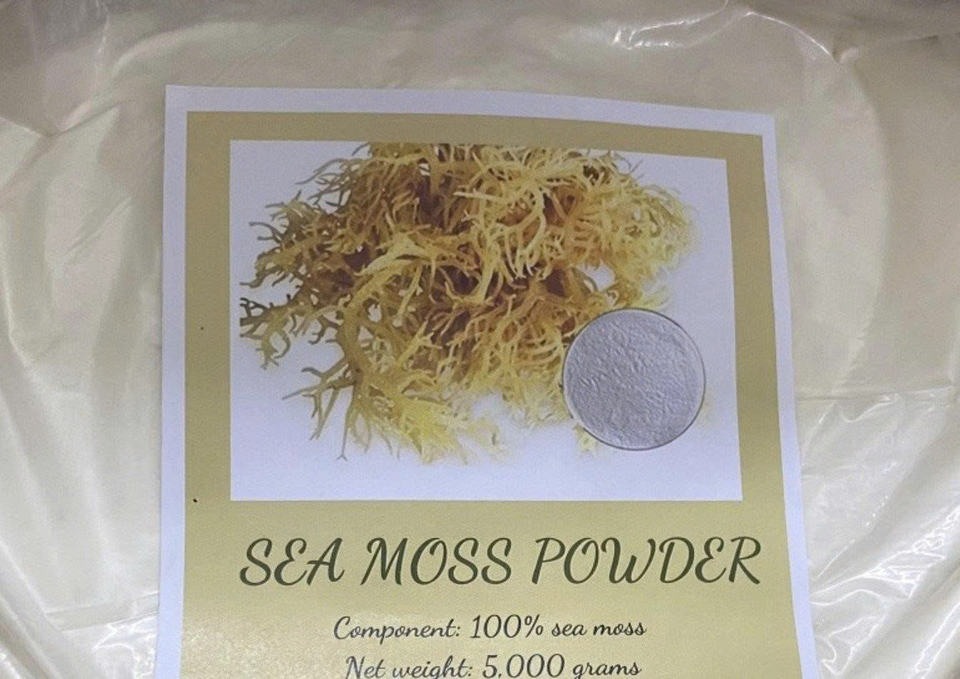 SEA MOSS POWDER
Component: 100% sea moss
Net weight: 5,000 grams